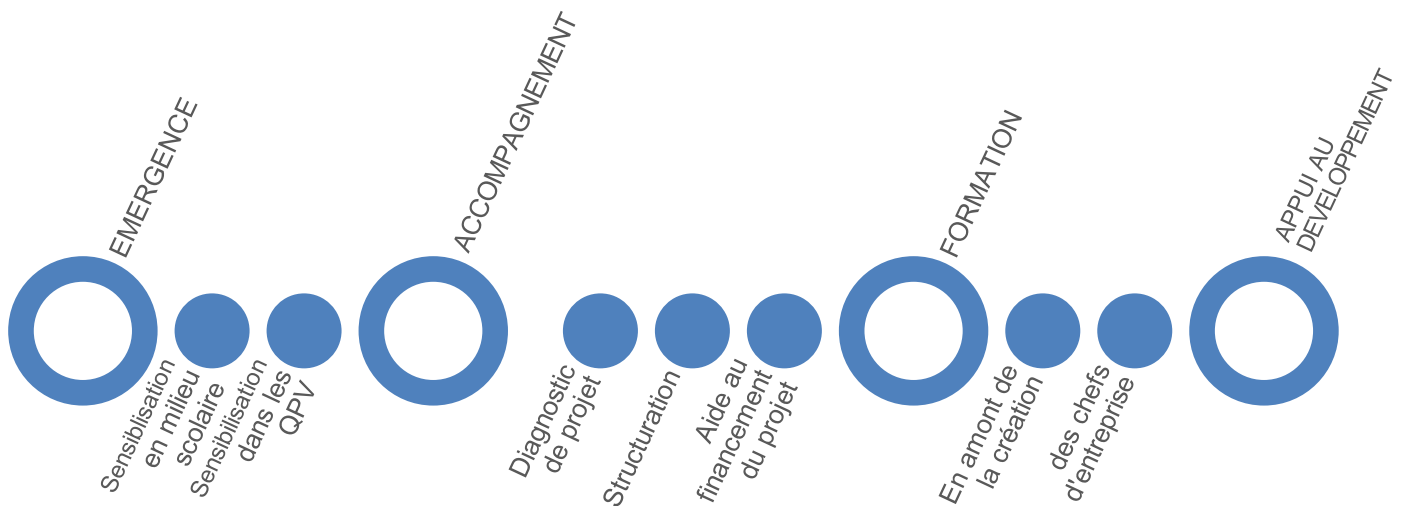 EMERGENCE
Sensiblisation
en milieu
scolaire
Sensibilisation
dans les
QPV
ACCOMPAGNEMENT
Diagnostic
de projet
Structuration
Aide au
financement
du projet
FORMATION
En amont de
la création
des chefs
d'entreprise
APPUI AU
DEVELOPPEMENT